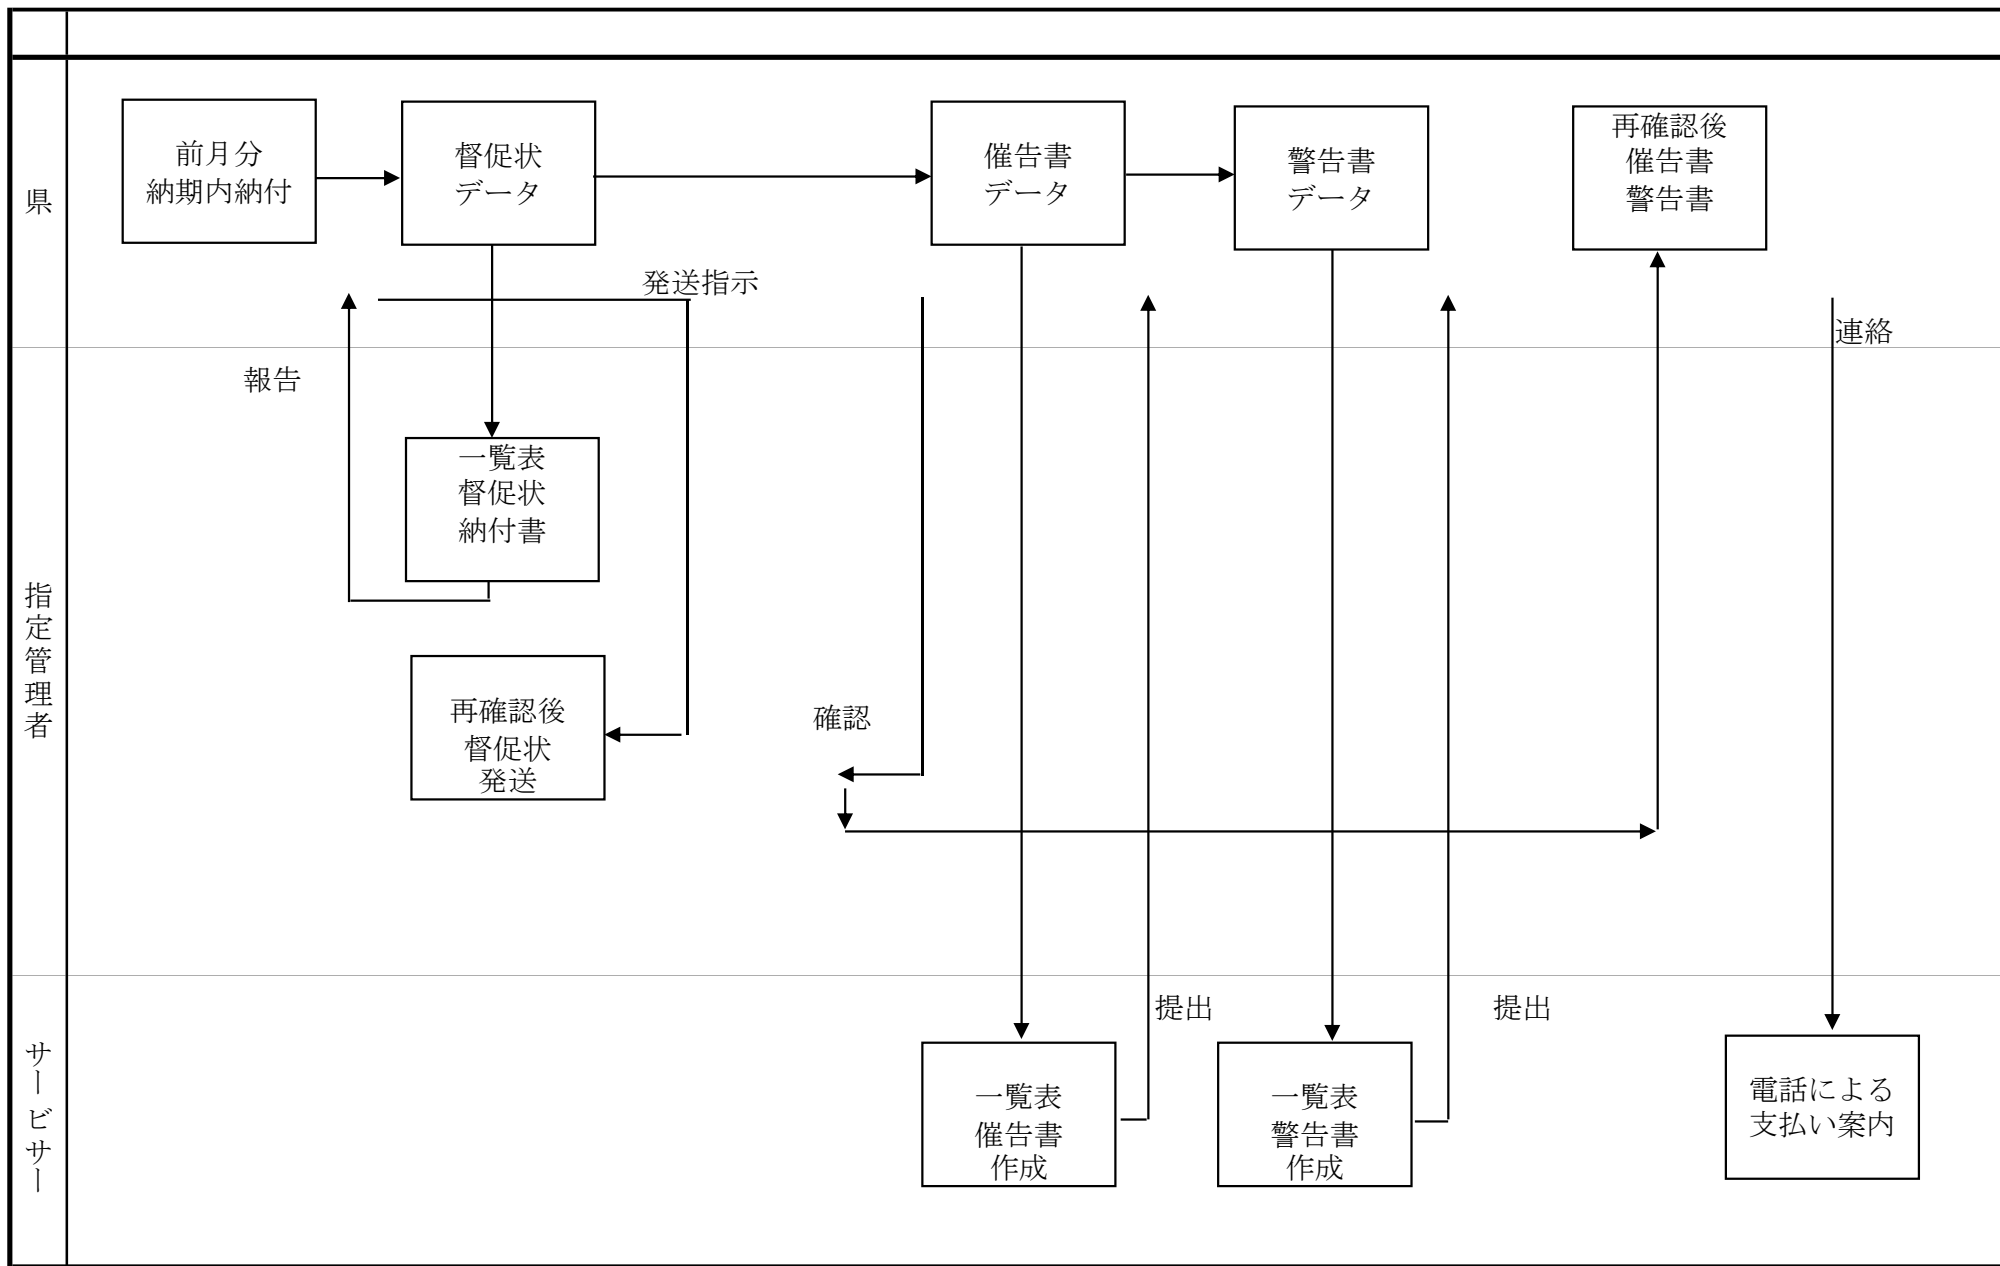 県
前月分
納期内納付
督促状
データ
催告書
データ
警告書
データ
再確認後
催告書
警告書
発送指示
連絡
報告
指定管理者
一覧表
督促状
納付書
再確認後
督促状
発送
確認
サービサー
提出
提出
一覧表
催告書
作成
一覧表
警告書
作成
電話による
支払い案内